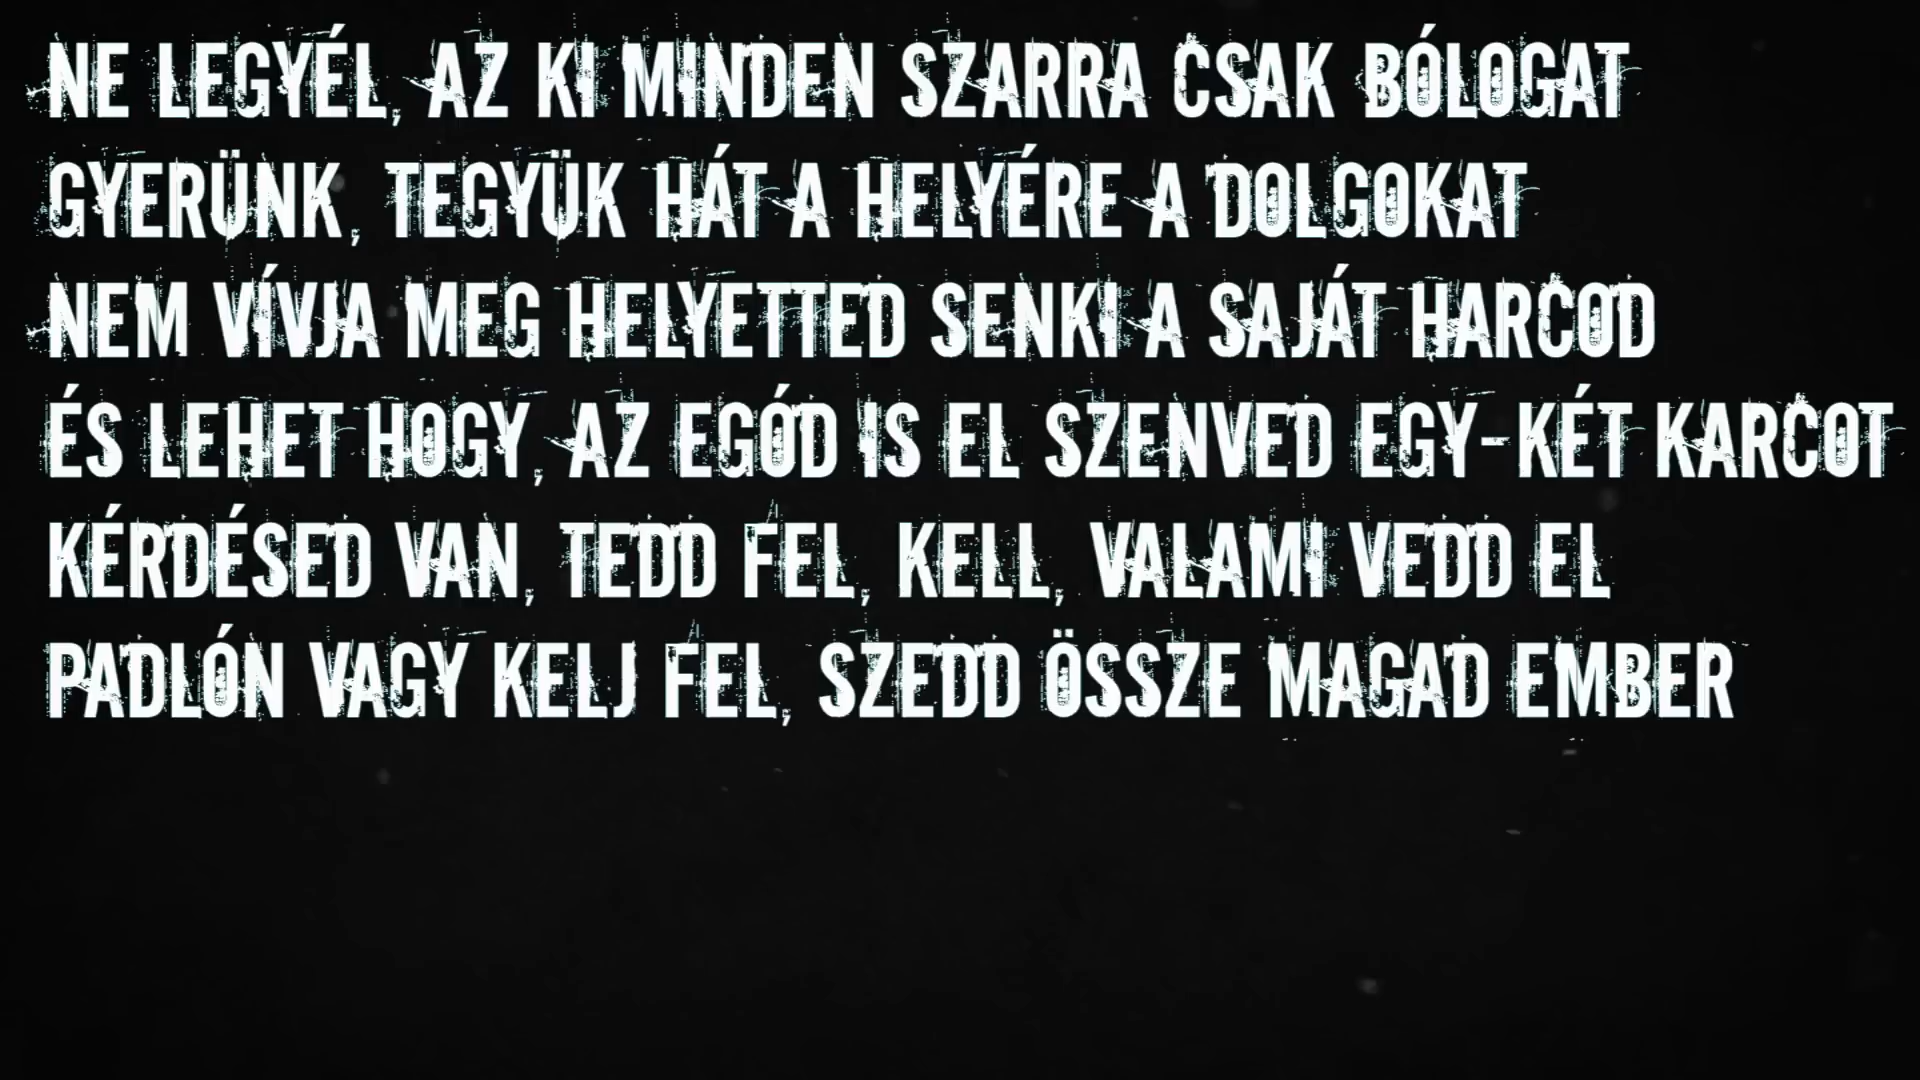 NE LEGYÉL, AZ KI MINDEN SZARRA CSAK BÓLOGAT
GYERÜNK, TEGYÜK HÁT A HELYÉRE A DOLGOKAT
NEM VÍVJA MEG HELYETTED SENKI A SAJÁT HARCOD
ÉS LEHET HOGY, AZ EGÓD IS EL SZENVED EGY-KÉT KARCOT
KÉRDÉSED VAN, TEDD FEL, KELL, VALAMI VEDD EL
PADLÓN VAGY KELJ FEL, SZEDD ÖSSZE MAGAD EMBER